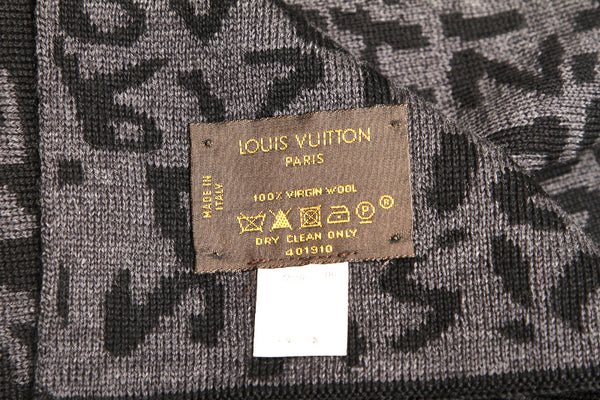 LOUIS VUITTON
PARIS
MADE IN
ITALY
100% VIRGIN WOOL
P ®
DRY CLEAN ONLY
401910